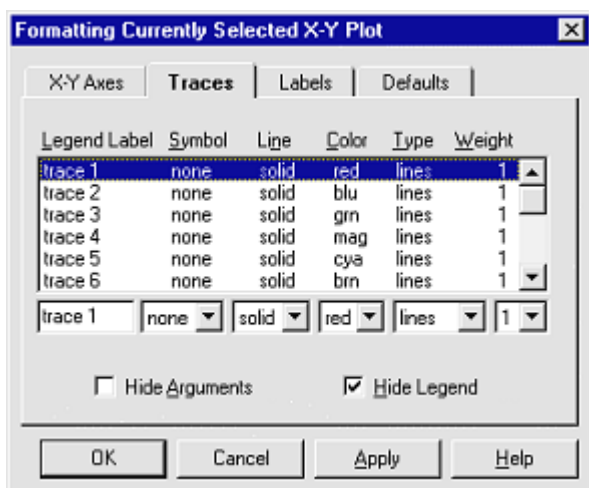 Formatting Currently Selected X-Y Plot
X-Y Axes Traces Labels Defaults
Legend Label Symbol Line Color Type Weight
trace 1 none solid red lines 1
trace 2 none solid blu lines 1
trace 3 none solid grn lines 1
trace 4 none solid mag lines 1
trace 5 none solid cya lines 1
trace 6 none solid brn lines 1
trace 1 none solid red lines 1
Hide Arguments Hide Legend
OK Cancel Apply Help